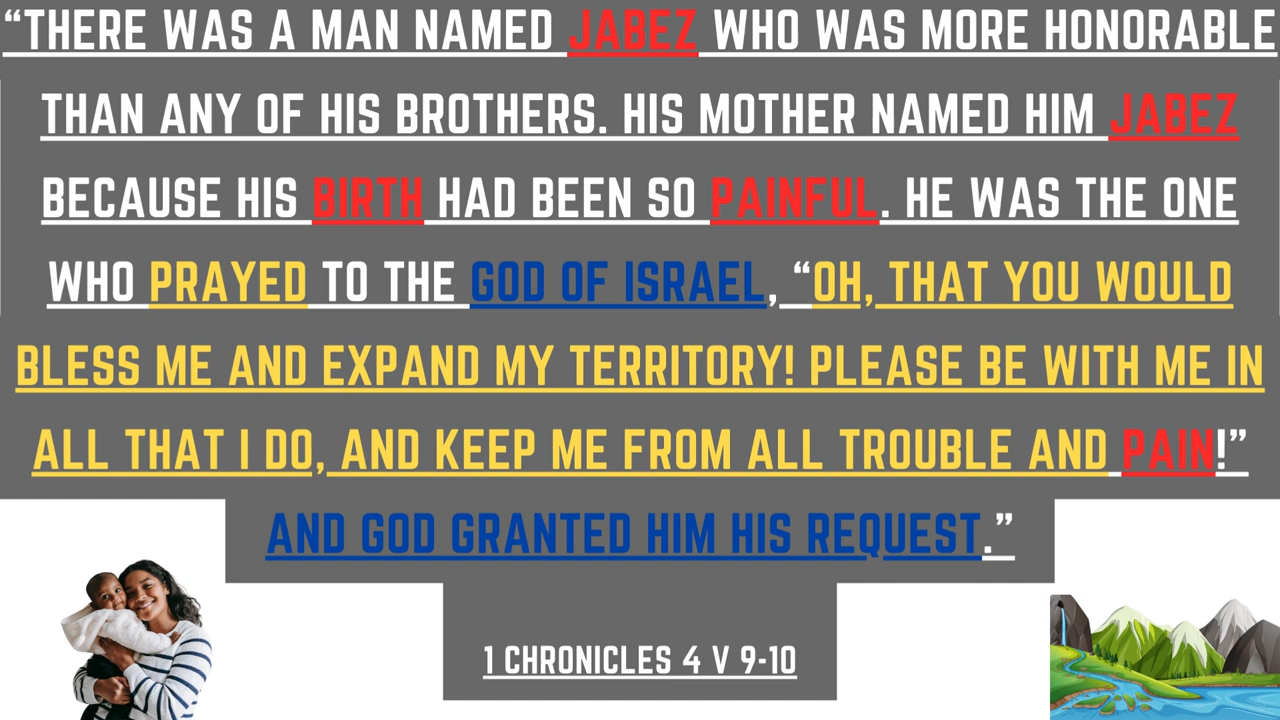 “THERE WAS A MAN NAMED JABEZ WHO WAS MORE HONORABLE
THAN ANY OF HIS BROTHERS. HIS MOTHER NAMED HIM JABEZ
BECAUSE HIS BIRTH HAD BEEN SO PAINFUL. HE WAS THE ONE
WHO PRAYED TO THE GOD OF ISRAEL, “OH, THAT YOU WOULD
BLESS ME AND EXPAND MY TERRITORY! PLEASE BE WITH ME IN
ALL THAT I DO, AND KEEP ME FROM ALL TROUBLE AND PAIN!”
AND GOD GRANTED HIM HIS REQUEST.”
1 CHRONICLES 4 V 9-10